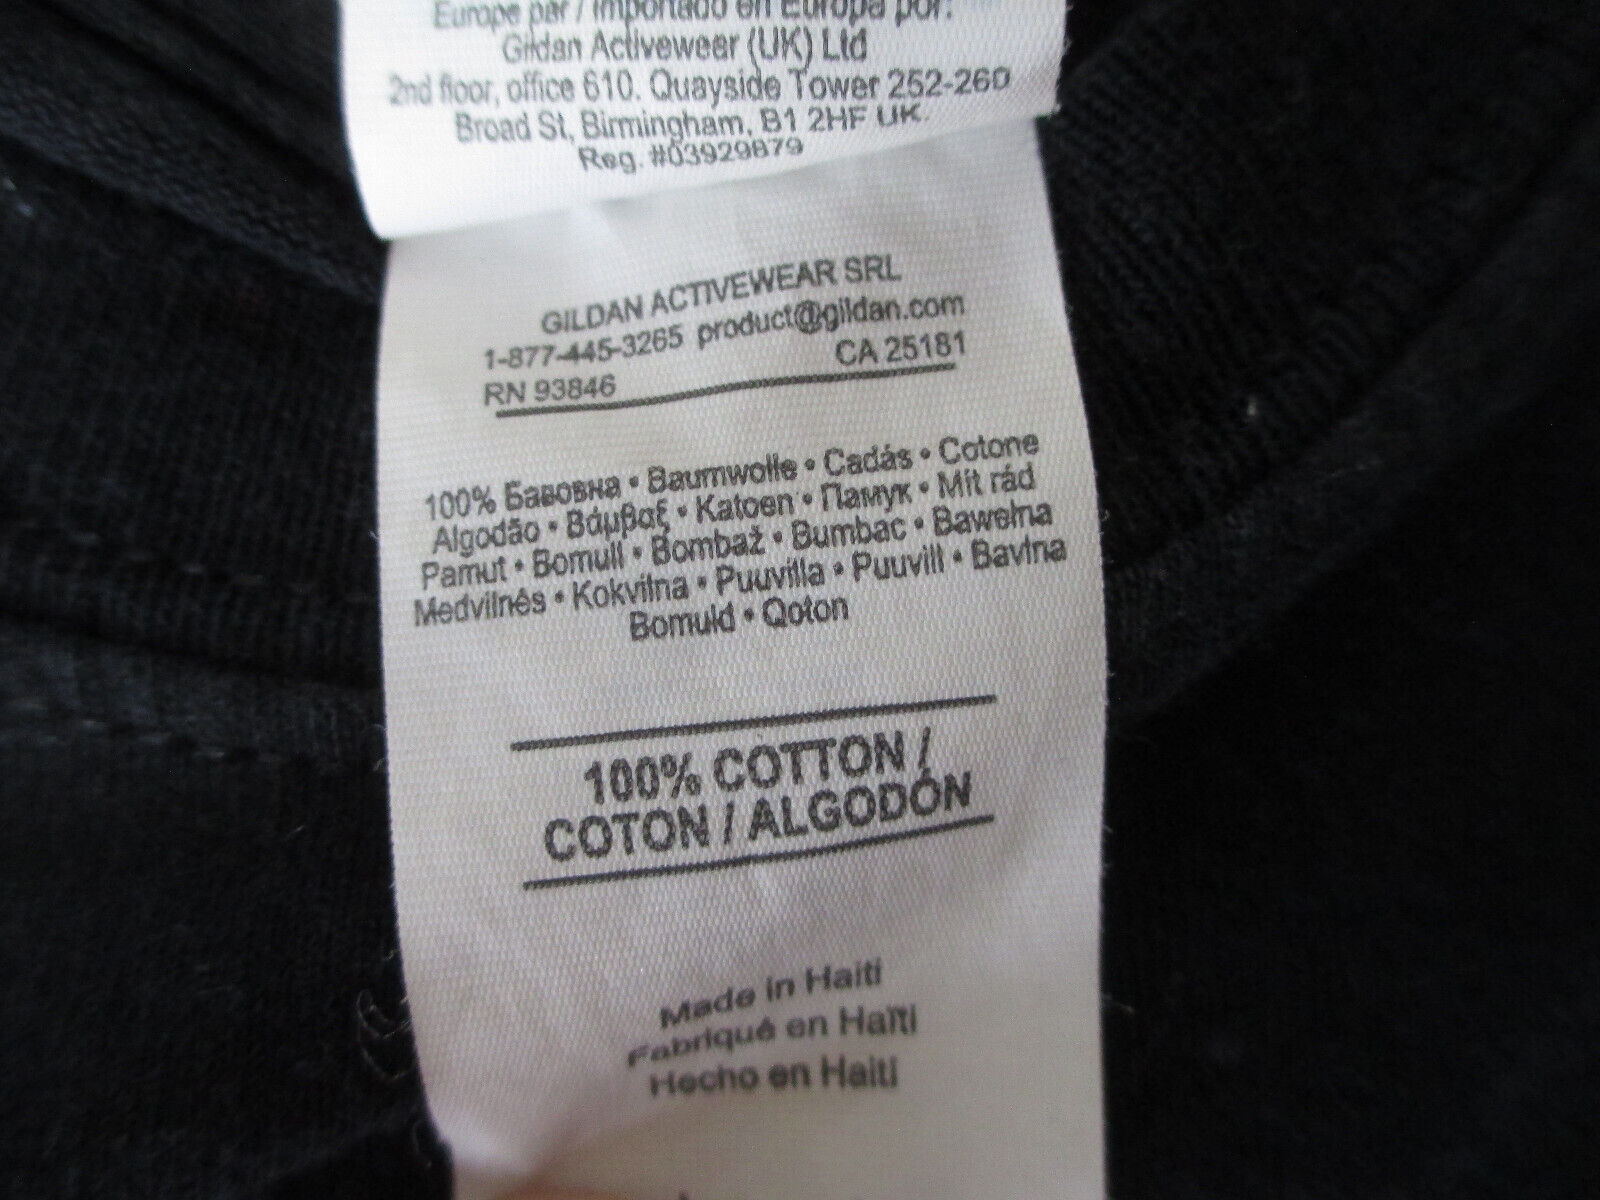 Europe par / Importado en Europa por:
Gildan Activewear (UK) Ltd
2nd floor, office 610. Quayside Tower 252-260
Broad St, Birmingham, B1 2HF UK.
Reg. #03929679
GILDAN ACTIVEWEAR SRL
1-877-445-3265 product@gildan.com
RN 93846 CA 25181
100% Бавовна • Baumwolle • Cadás • Cotone
Algodão • Βάμβαξ • Katoen • Памук • Mít rád
Pamut • Bomull • Bombaž • Bumbac • Bawełna
Medvilnės • Kokvilna • Puuvilla • Puuvill • Bavlna
Bomuld • Qoton
100% COTTON /
COTON / ALGODÓN
Made in Haiti
Fabriqué en Haïti
Hecho en Haití